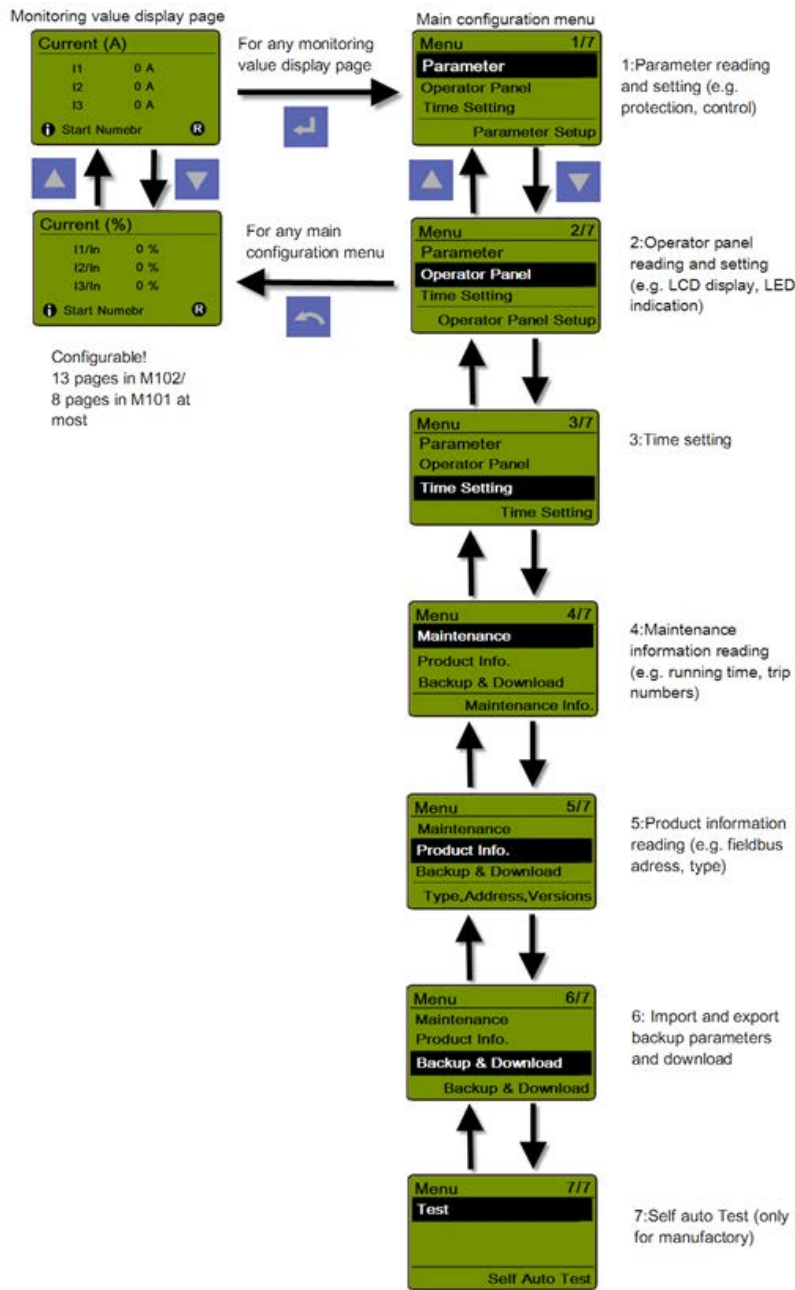 Monitoring value display page
Current (A)
I1 0 A
I2 0 A
I3 0 A
i Start Numebr R
For any monitoring
value display page
Main configuration menu
Menu 1/7
Parameter
Operator Panel
Time Setting
Parameter Setup
1:Parameter reading
and setting (e.g.
protection, control)
Current (%)
I1/In 0 %
I2/In 0 %
I3/In 0 %
i Start Numebr R
For any main
configuration menu
Menu 2/7
Parameter
Operator Panel
Time Setting
Operator Panel Setup
2:Operator panel
reading and setting
(e.g. LCD display, LED
indication)
Configurable!
13 pages in M102/
8 pages in M101 at
most
Menu 3/7
Parameter
Operator Panel
Time Setting
Time Setting
3:Time setting
Menu 4/7
Maintenance
Product Info.
Backup & Download
Maintenance Info.
4:Maintenance
information reading
(e.g. running time, trip
numbers)
Menu 5/7
Maintenance
Product Info.
Backup & Download
Type,Address,Versions
5:Product information
reading (e.g. fieldbus
adress, type)
Menu 6/7
Maintenance
Product Info.
Backup & Download
Backup & Download
6: Import and export
backup parameters
and download
Menu 7/7
Test
Self Auto Test
7:Self auto Test (only
for manufactory)